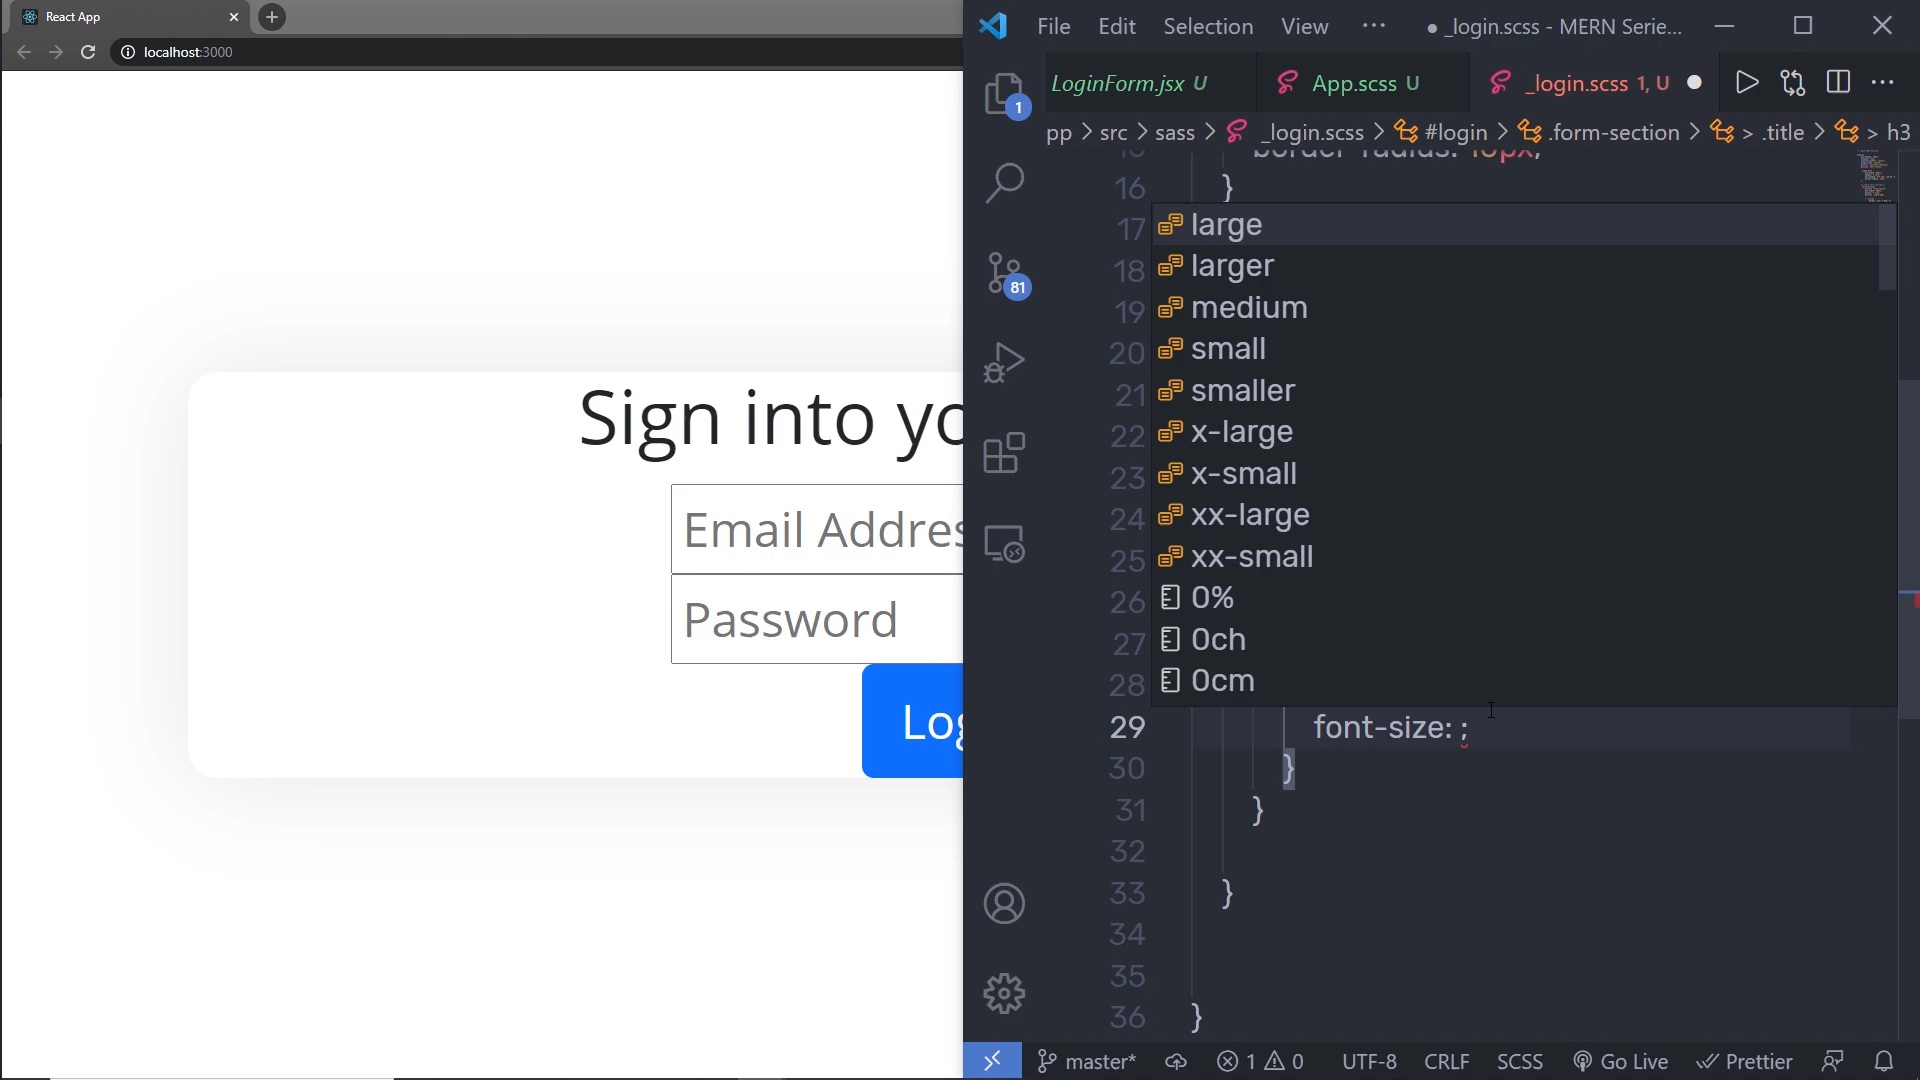 React App
localhost:3000
Sign into yo
Email Addres
Password
Log
File Edit Selection View ···
● _login.scss - MERN Serie...
LoginForm.jsx U
App.scss U
_login.scss 1, U
pp > src > sass > _login.scss > #login > .form-section > > .title > > h3
1
81
border-radius: 10px;
16 }
17 large
18 larger
19 medium
20 small
21 smaller
22 x-large
23 x-small
24 xx-large
25 xx-small
26 0%
27 0ch
28 0cm
29 font-size: ;
30 }
31 }
32
33 }
34
35
36 }
master* 1 0 UTF-8 CRLF SCSS Go Live Prettier